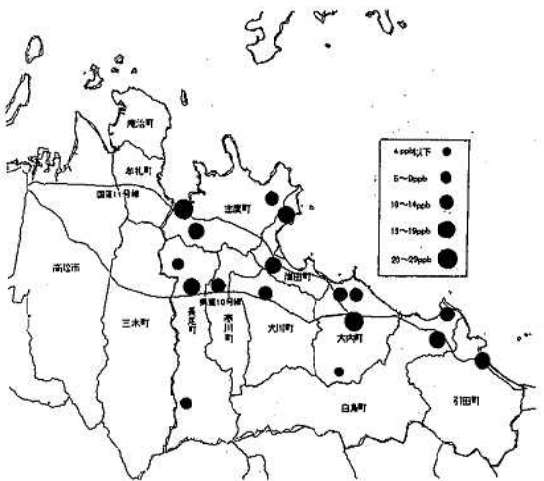 庵治町
牟礼町
国道11号線
志度町
4ppb以下
5～9ppb
10～14ppb
15～19ppb
20～29ppb
高松市
津田町
県道10号線
三木町
長尾町
寒川町
大川町
大内町
白鳥町
引田町